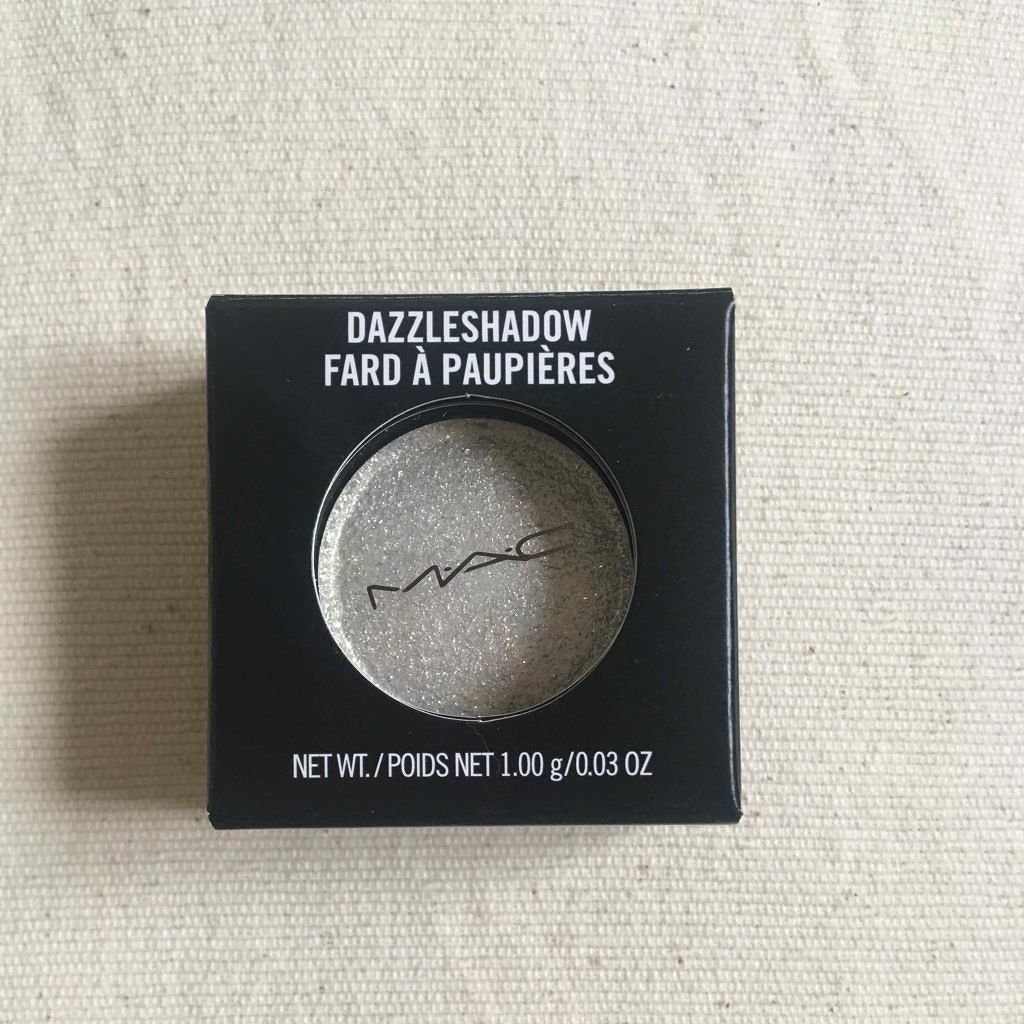 DAZZLESHADOW
FARD À PAUPIÈRES
M·A·C
NET WT. / POIDS NET 1.00 g/0.03 OZ